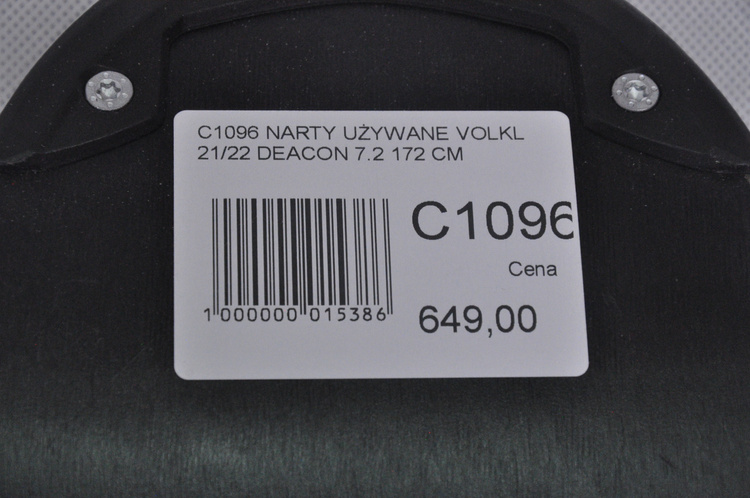 C1096 NARTY UŻYWANE VOLKL
21/22 DEACON 7.2 172 CM
C1096
Cena
649,00
1 000000 015386